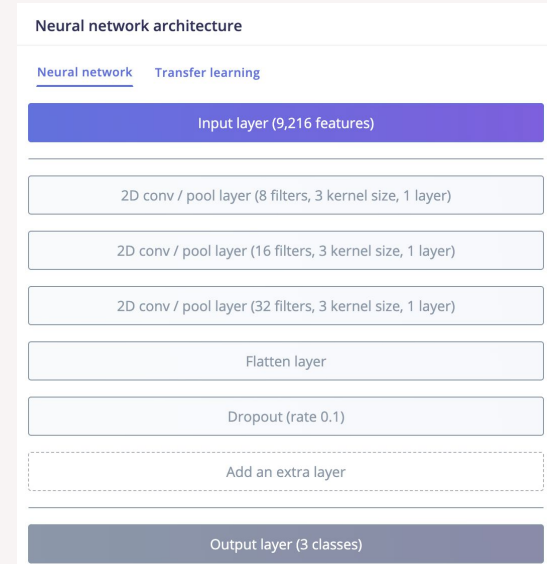 Neural network architecture
Neural network Transfer learning
Input layer (9,216 features)
2D conv / pool layer (8 filters, 3 kernel size, 1 layer)
2D conv / pool layer (16 filters, 3 kernel size, 1 layer)
2D conv / pool layer (32 filters, 3 kernel size, 1 layer)
Flatten layer
Dropout (rate 0.1)
Add an extra layer
Output layer (3 classes)